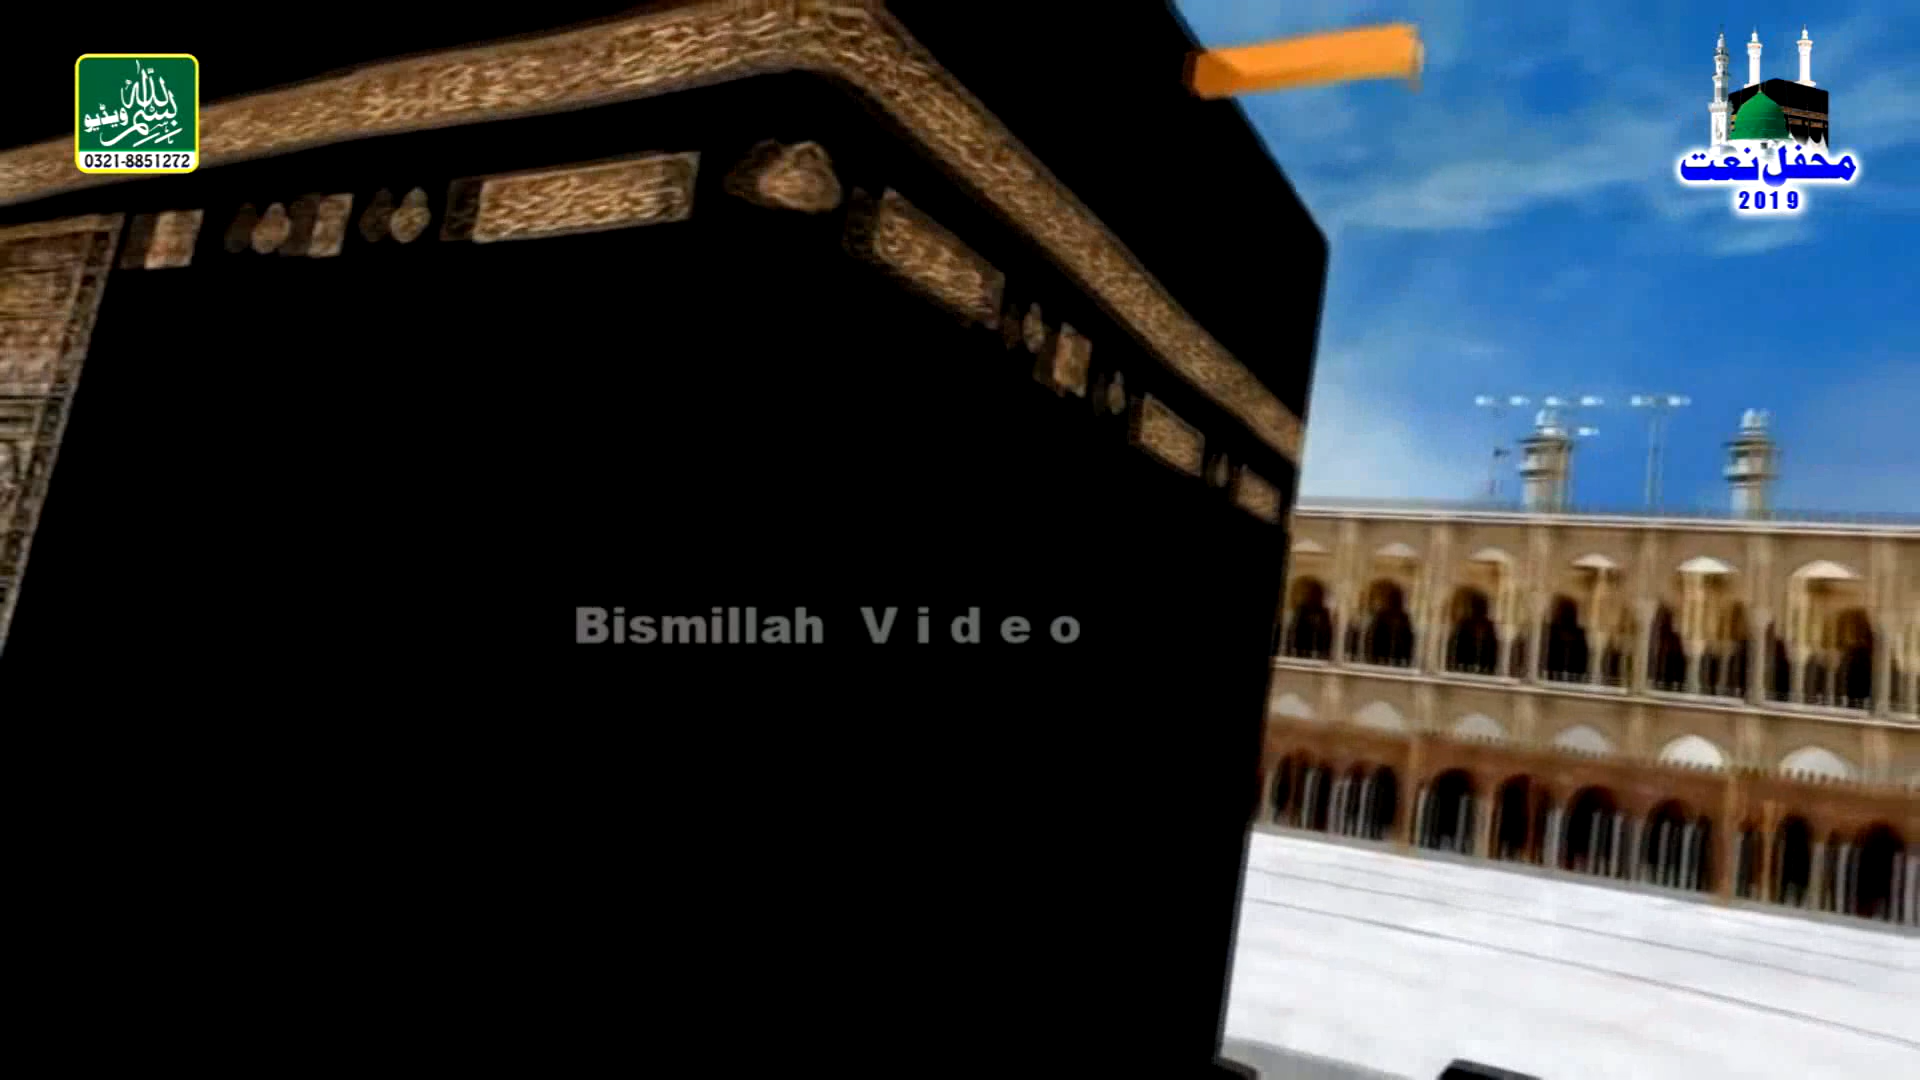 بسم اللہ
ویڈیو
0321-8851272
محفل نعت
2019
Bismillah Video